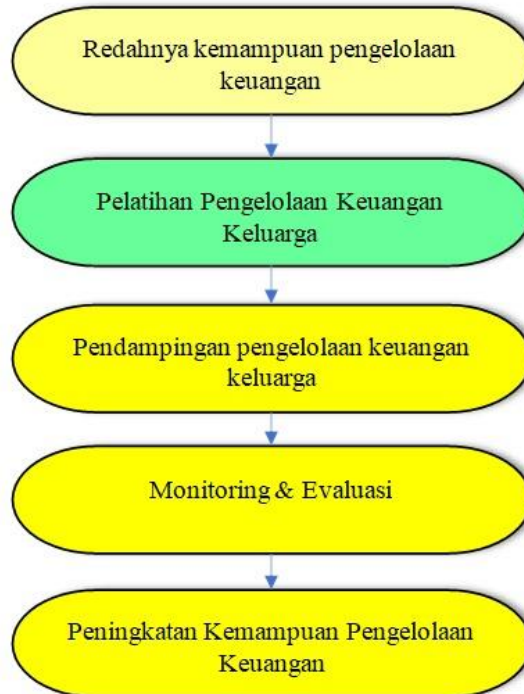 Redahnya kemampuan pengelolaan
keuangan
Pelatihan Pengelolaan Keuangan
Keluarga
Pendampingan pengelolaan keuangan
keluarga
Monitoring & Evaluasi
Peningkatan Kemampuan Pengelolaan
Keuangan